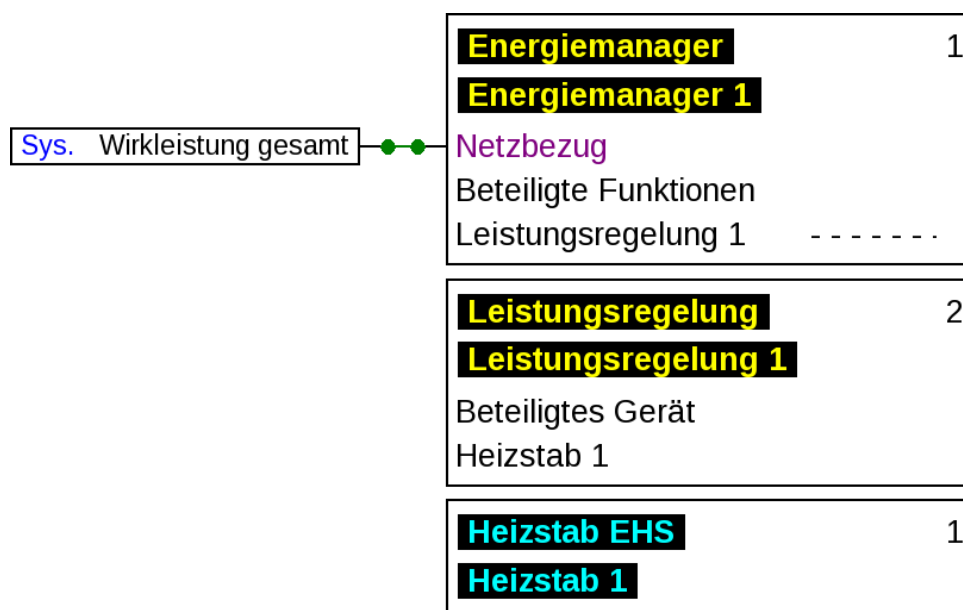 Energiemanager 1
Energiemanager 1
Sys. Wirkleistung gesamt
Netzbezug
Beteiligte Funktionen
Leistungsregelung 1 - - - - - - -
Leistungsregelung 2
Leistungsregelung 1
Beteiligtes Gerät
Heizstab 1
Heizstab EHS 1
Heizstab 1